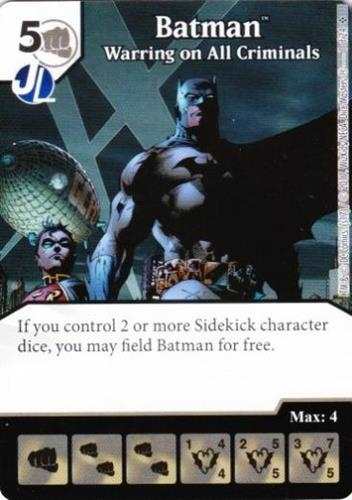 5
Batman™
Warring on All Criminals
JL
If you control 2 or more Sidekick character
dice, you may field Batman for free.
Max: 4
1 4 4
2 5 5
3 7 5